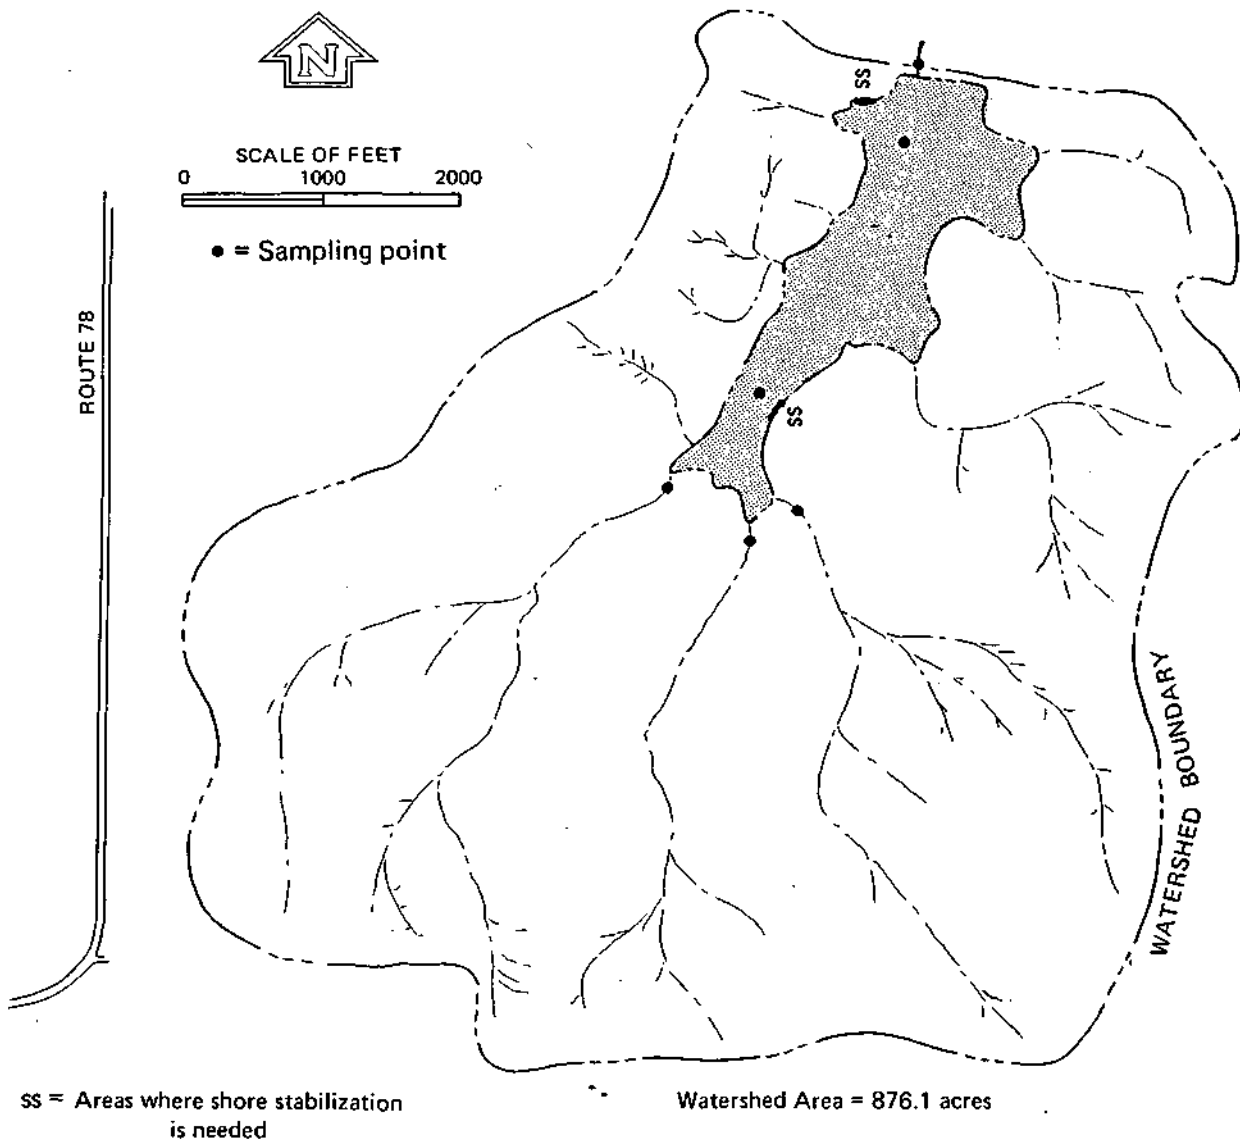 N
SCALE OF FEET
0 1000 2000
● = Sampling point
SS
ROUTE 78
SS
WATERSHED BOUNDARY
SS = Areas where shore stabilization
is needed
Watershed Area = 876.1 acres